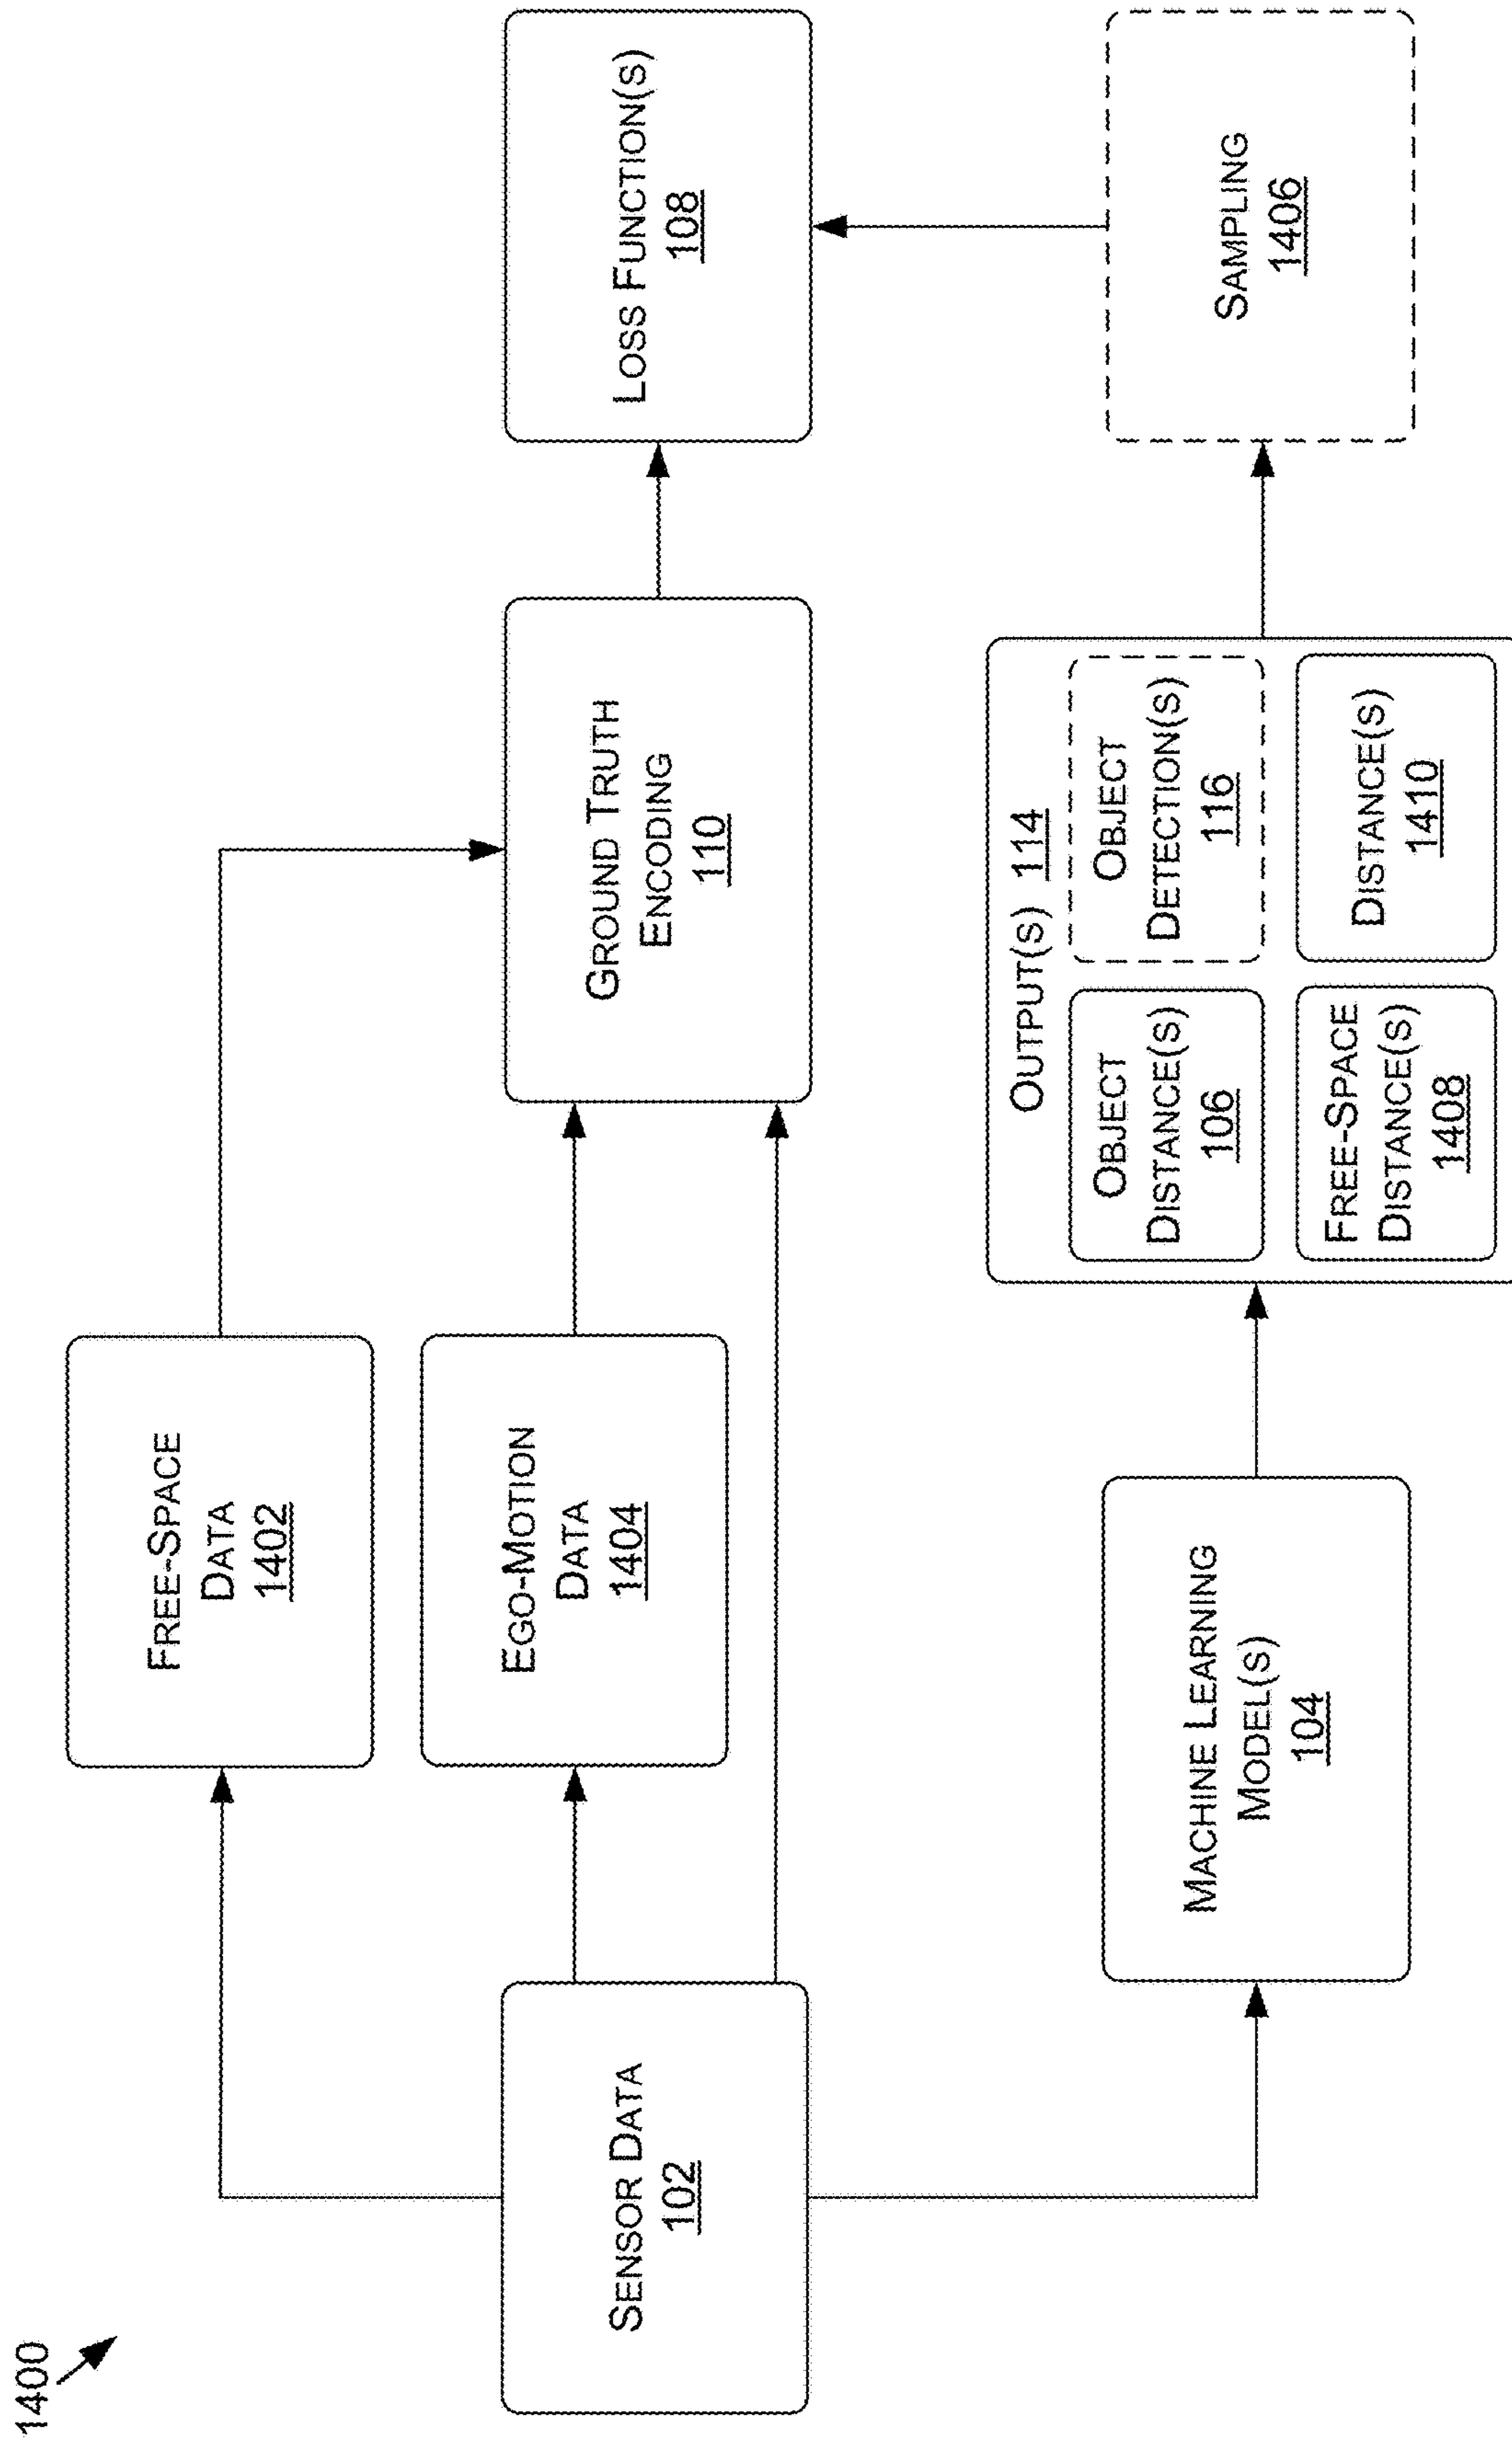 1400
FREE-SPACE
DATA
1402
EGO-MOTION
DATA
1404
SENSOR DATA
102
GROUND TRUTH
ENCODING
110
LOSS FUNCTION(S)
108
MACHINE LEARNING
MODEL(S)
104
OUTPUT(S) 114
OBJECT
DISTANCE(S)
106
OBJECT
DETECTION(S)
116
FREE-SPACE
DISTANCE(S)
1408
DISTANCE(S)
1410
SAMPLING
1406